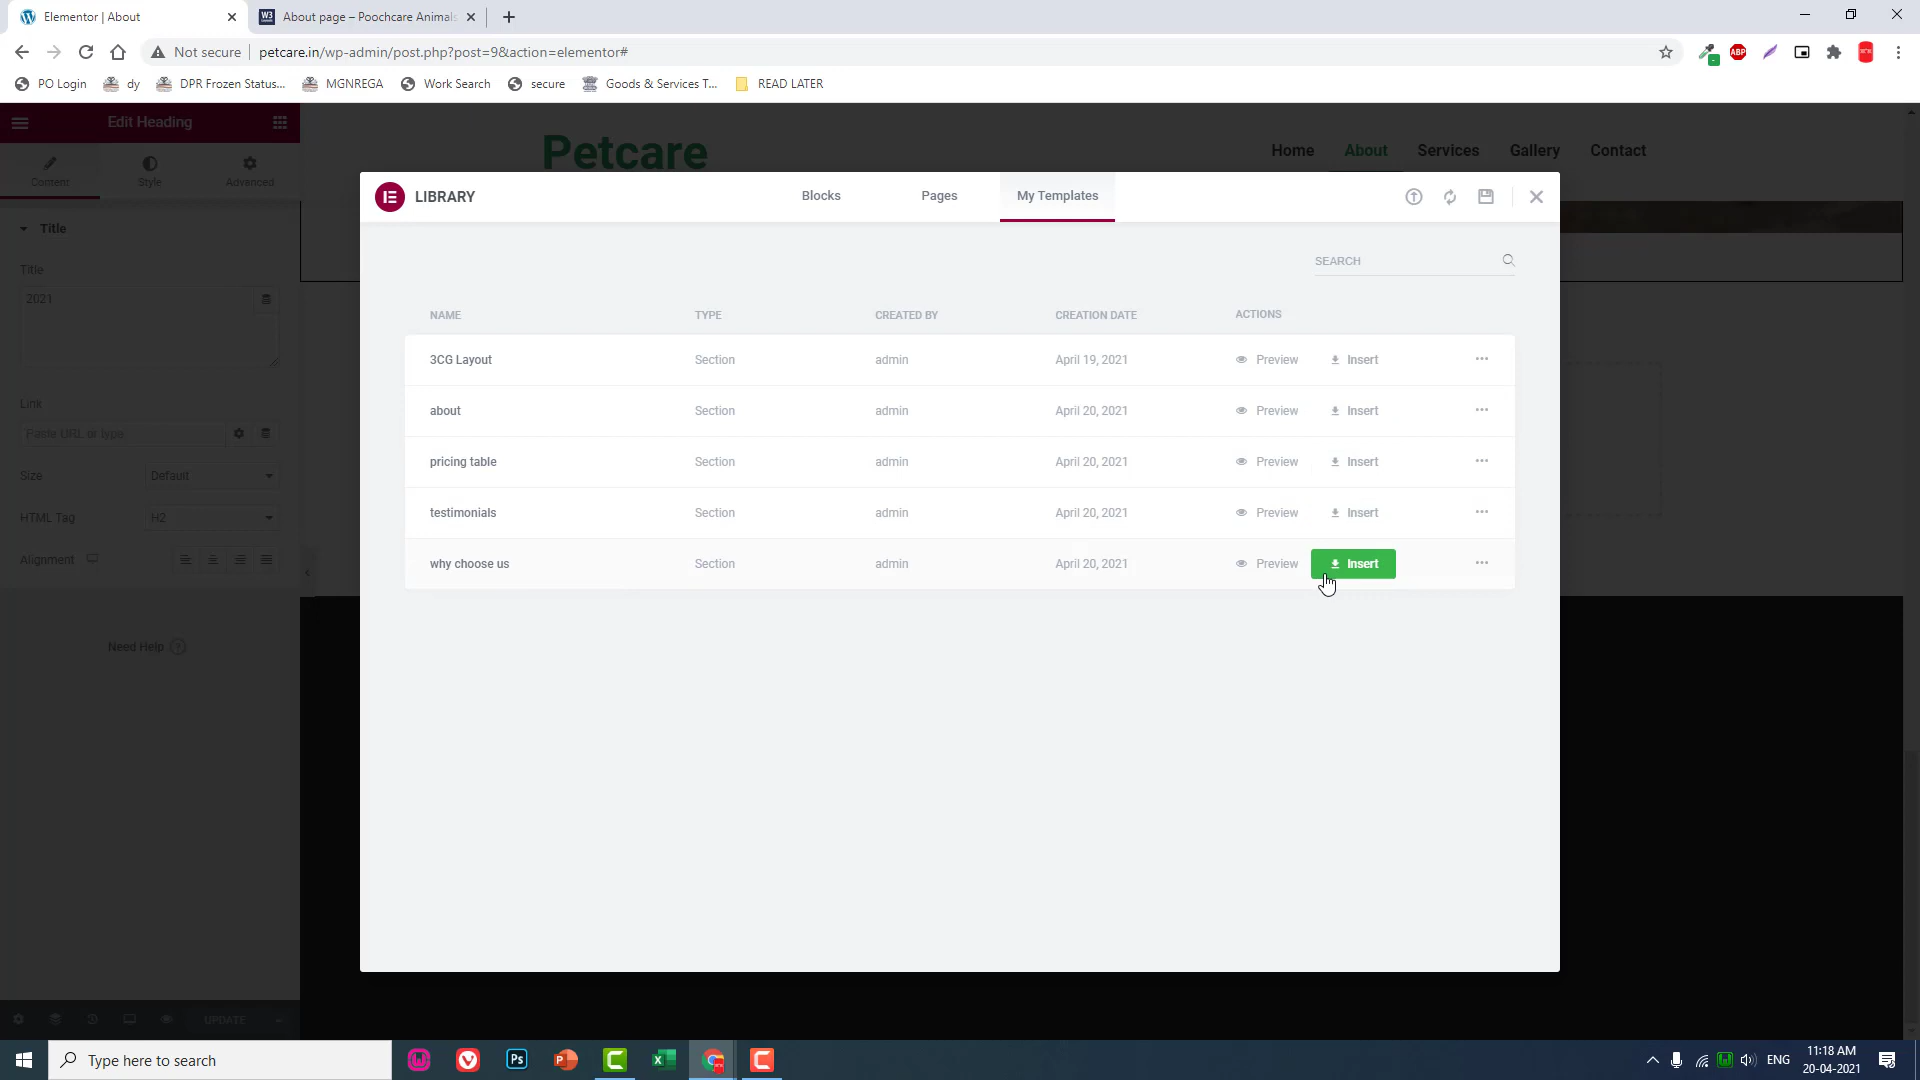 Elementor | About
About page – Poochcare Animals
Not secure petcare.in/wp-admin/post.php?post=9&action=elementor#
PO Login dy DPR Frozen Status... MGNREGA Work Search secure Goods & Services T... READ LATER
Edit Heading
Petcare
Home About Services Gallery Contact
Content Style Advanced
LIBRARY
Blocks Pages My Templates
Title
Title
2021
SEARCH
NAME TYPE CREATED BY CREATION DATE ACTIONS
3CG Layout Section admin April 19, 2021 Preview Insert
about Section admin April 20, 2021 Preview Insert
pricing table Section admin April 20, 2021 Preview Insert
testimonials Section admin April 20, 2021 Preview Insert
why choose us Section admin April 20, 2021 Preview Insert
Link
Paste URL or type
Size Default
HTML Tag H2
Alignment
Need Help
UPDATE
Type here to search
ENG
11:18 AM
20-04-2021